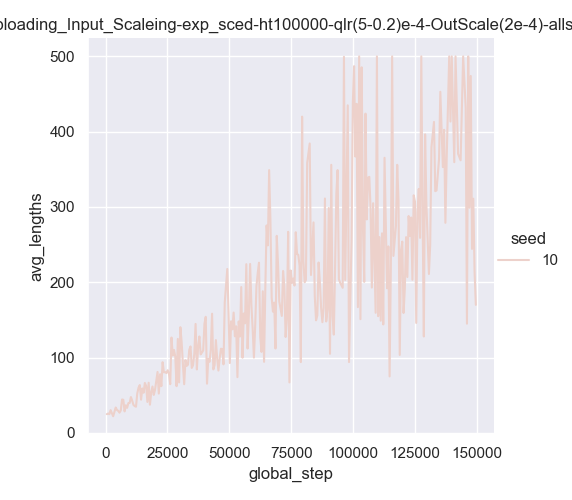 ploading_Input_Scaleing-exp_sced-ht100000-qlr(5-0.2)e-4-OutScale(2e-4)-alls
500
400
300
200
100
0
avg_lengths
seed
10
0 25000 50000 75000 100000 125000 150000
global_step